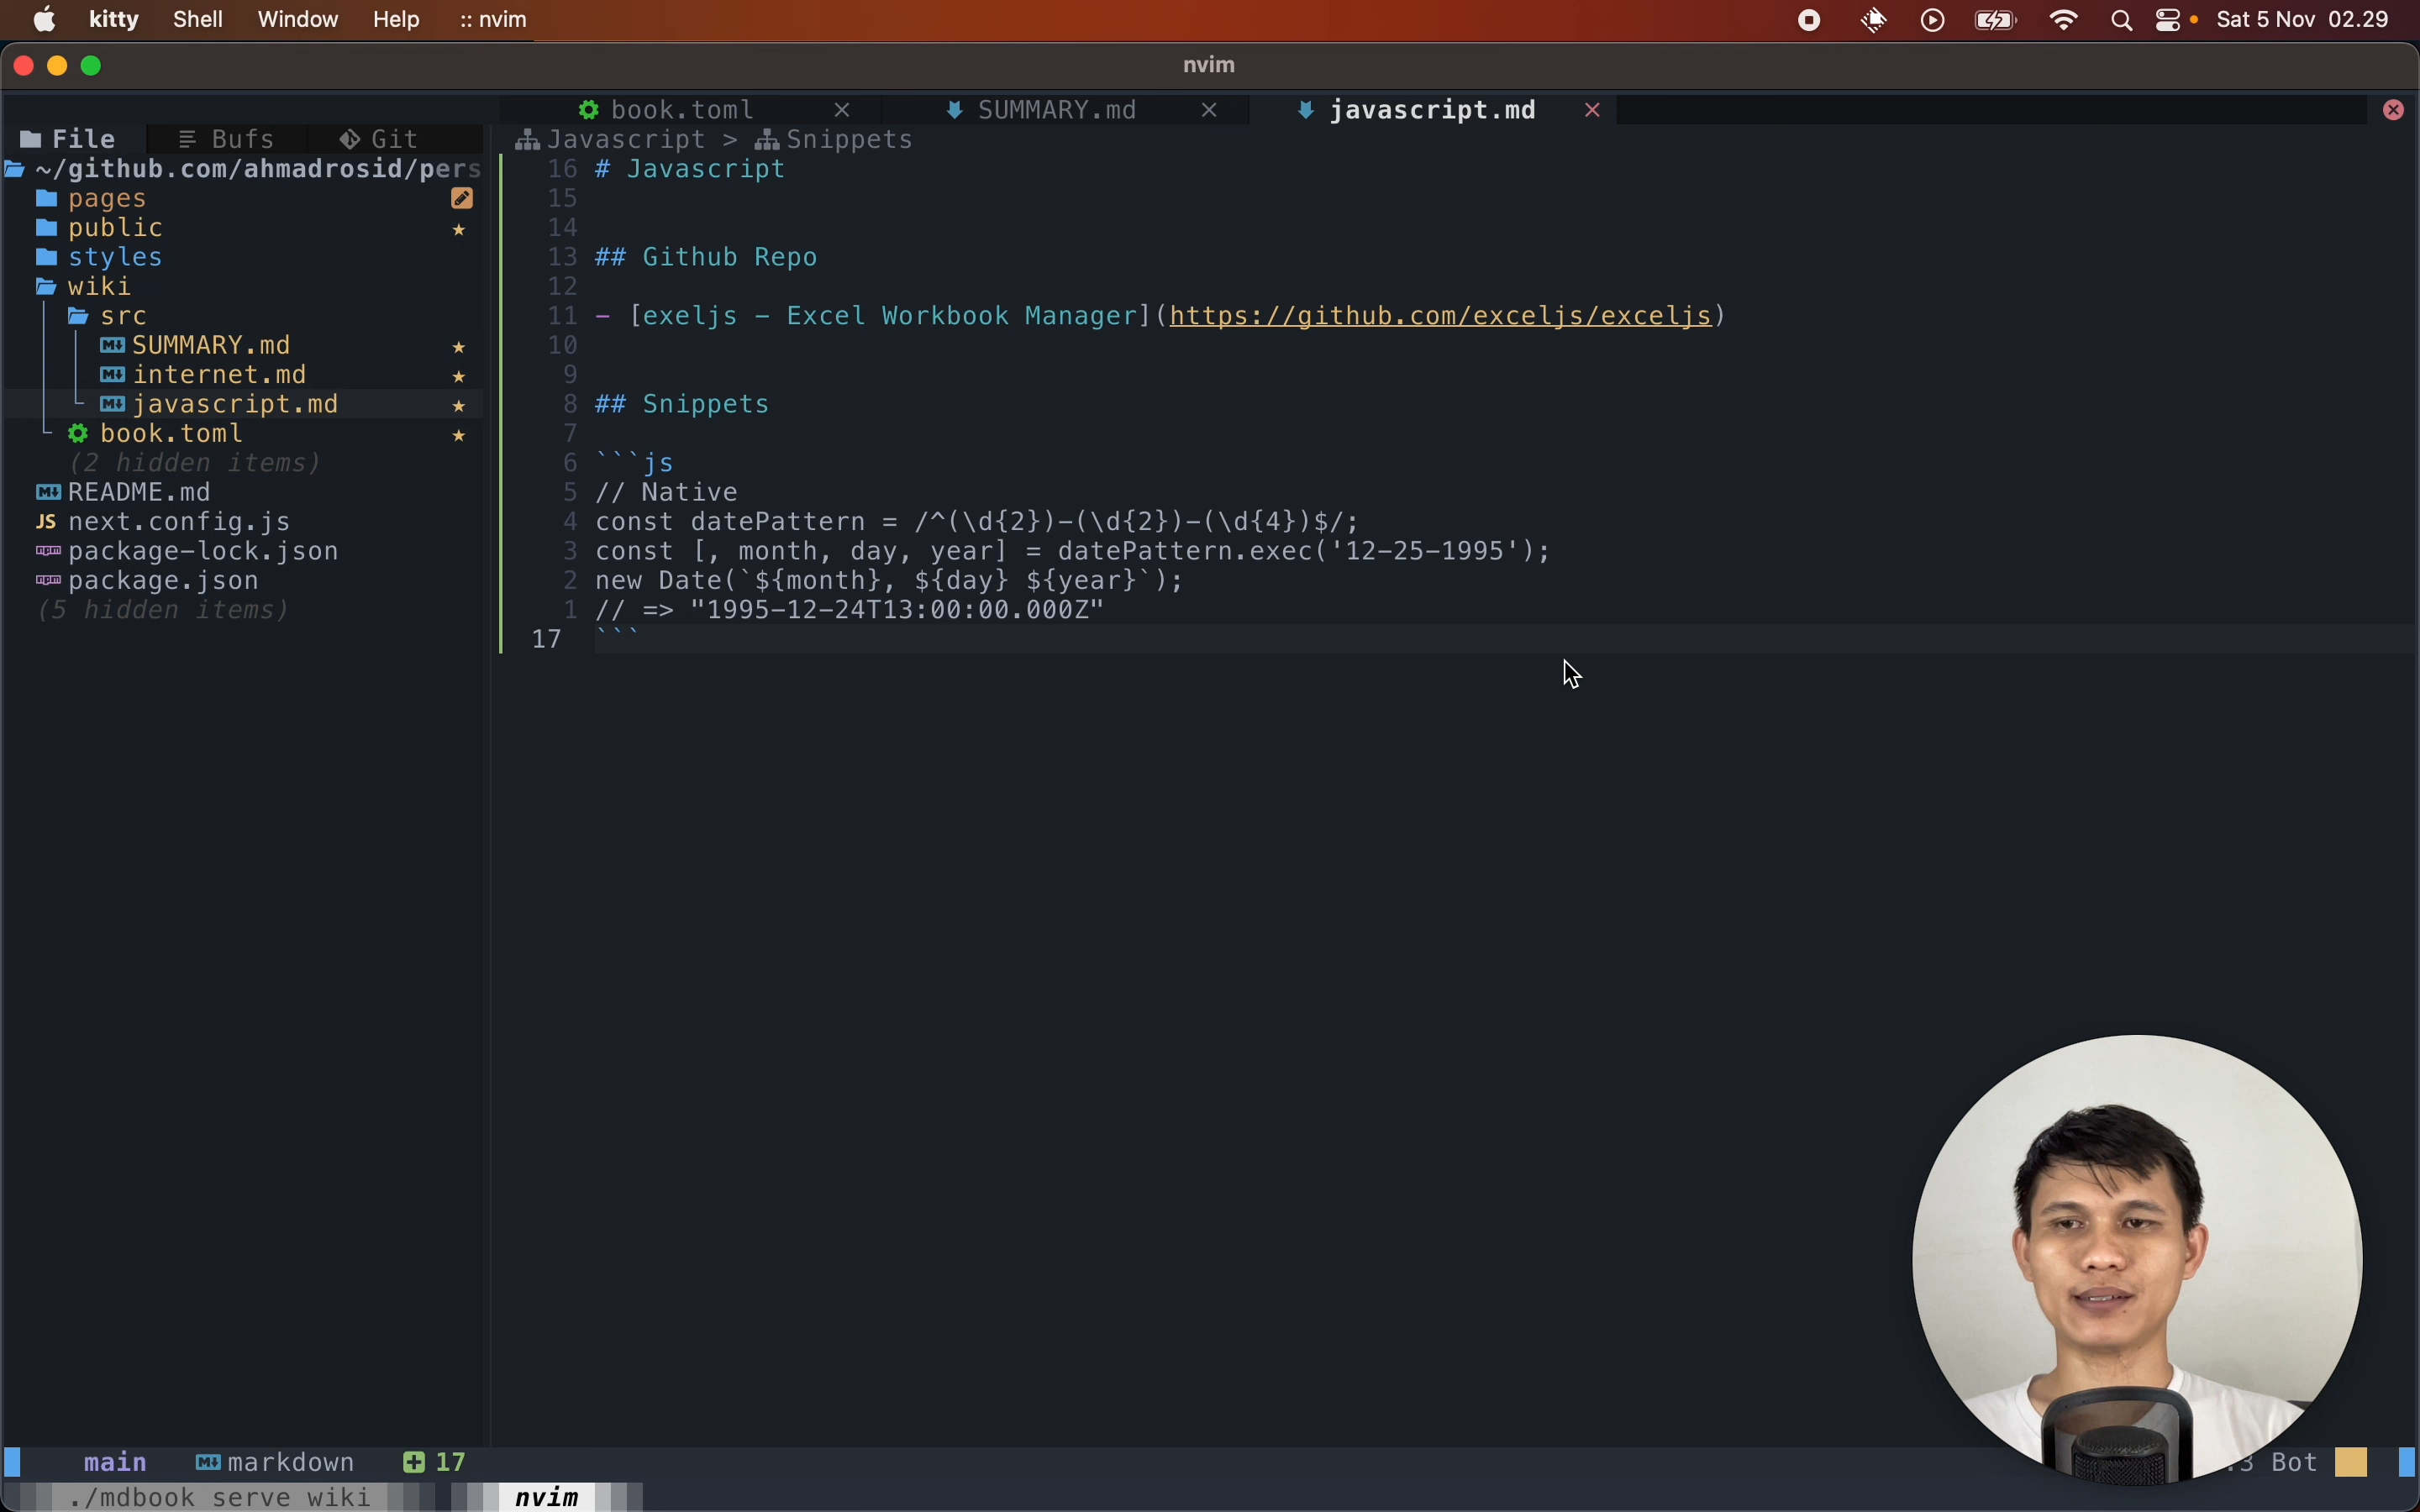 kitty Shell Window Help :: nvim Sat 5 Nov 02.29
nvim
book.toml SUMMARY.md javascript.md
File Bufs Git
Javascript > Snippets
~/github.com/ahmadrosid/pers
pages
public
styles
wiki
src
SUMMARY.md
internet.md
javascript.md
book.toml
(2 hidden items)
README.md
JS next.config.js
package-lock.json
package.json
(5 hidden items)
16 # Javascript
15
14
13 ## Github Repo
12
11 - [exeljs - Excel Workbook Manager](https://github.com/exceljs/exceljs)
10
9
8 ## Snippets
7
6 ```js
5 // Native
4 const datePattern = /^(\d{2})-(\d{2})-(\d{4})$/;
3 const [, month, day, year] = datePattern.exec('12-25-1995');
2 new Date(`${month}, ${day} ${year}`);
1 // => "1995-12-24T13:00:00.000Z"
17 ```
main markdown 17 :3 Bot
./mdbook serve wiki nvim